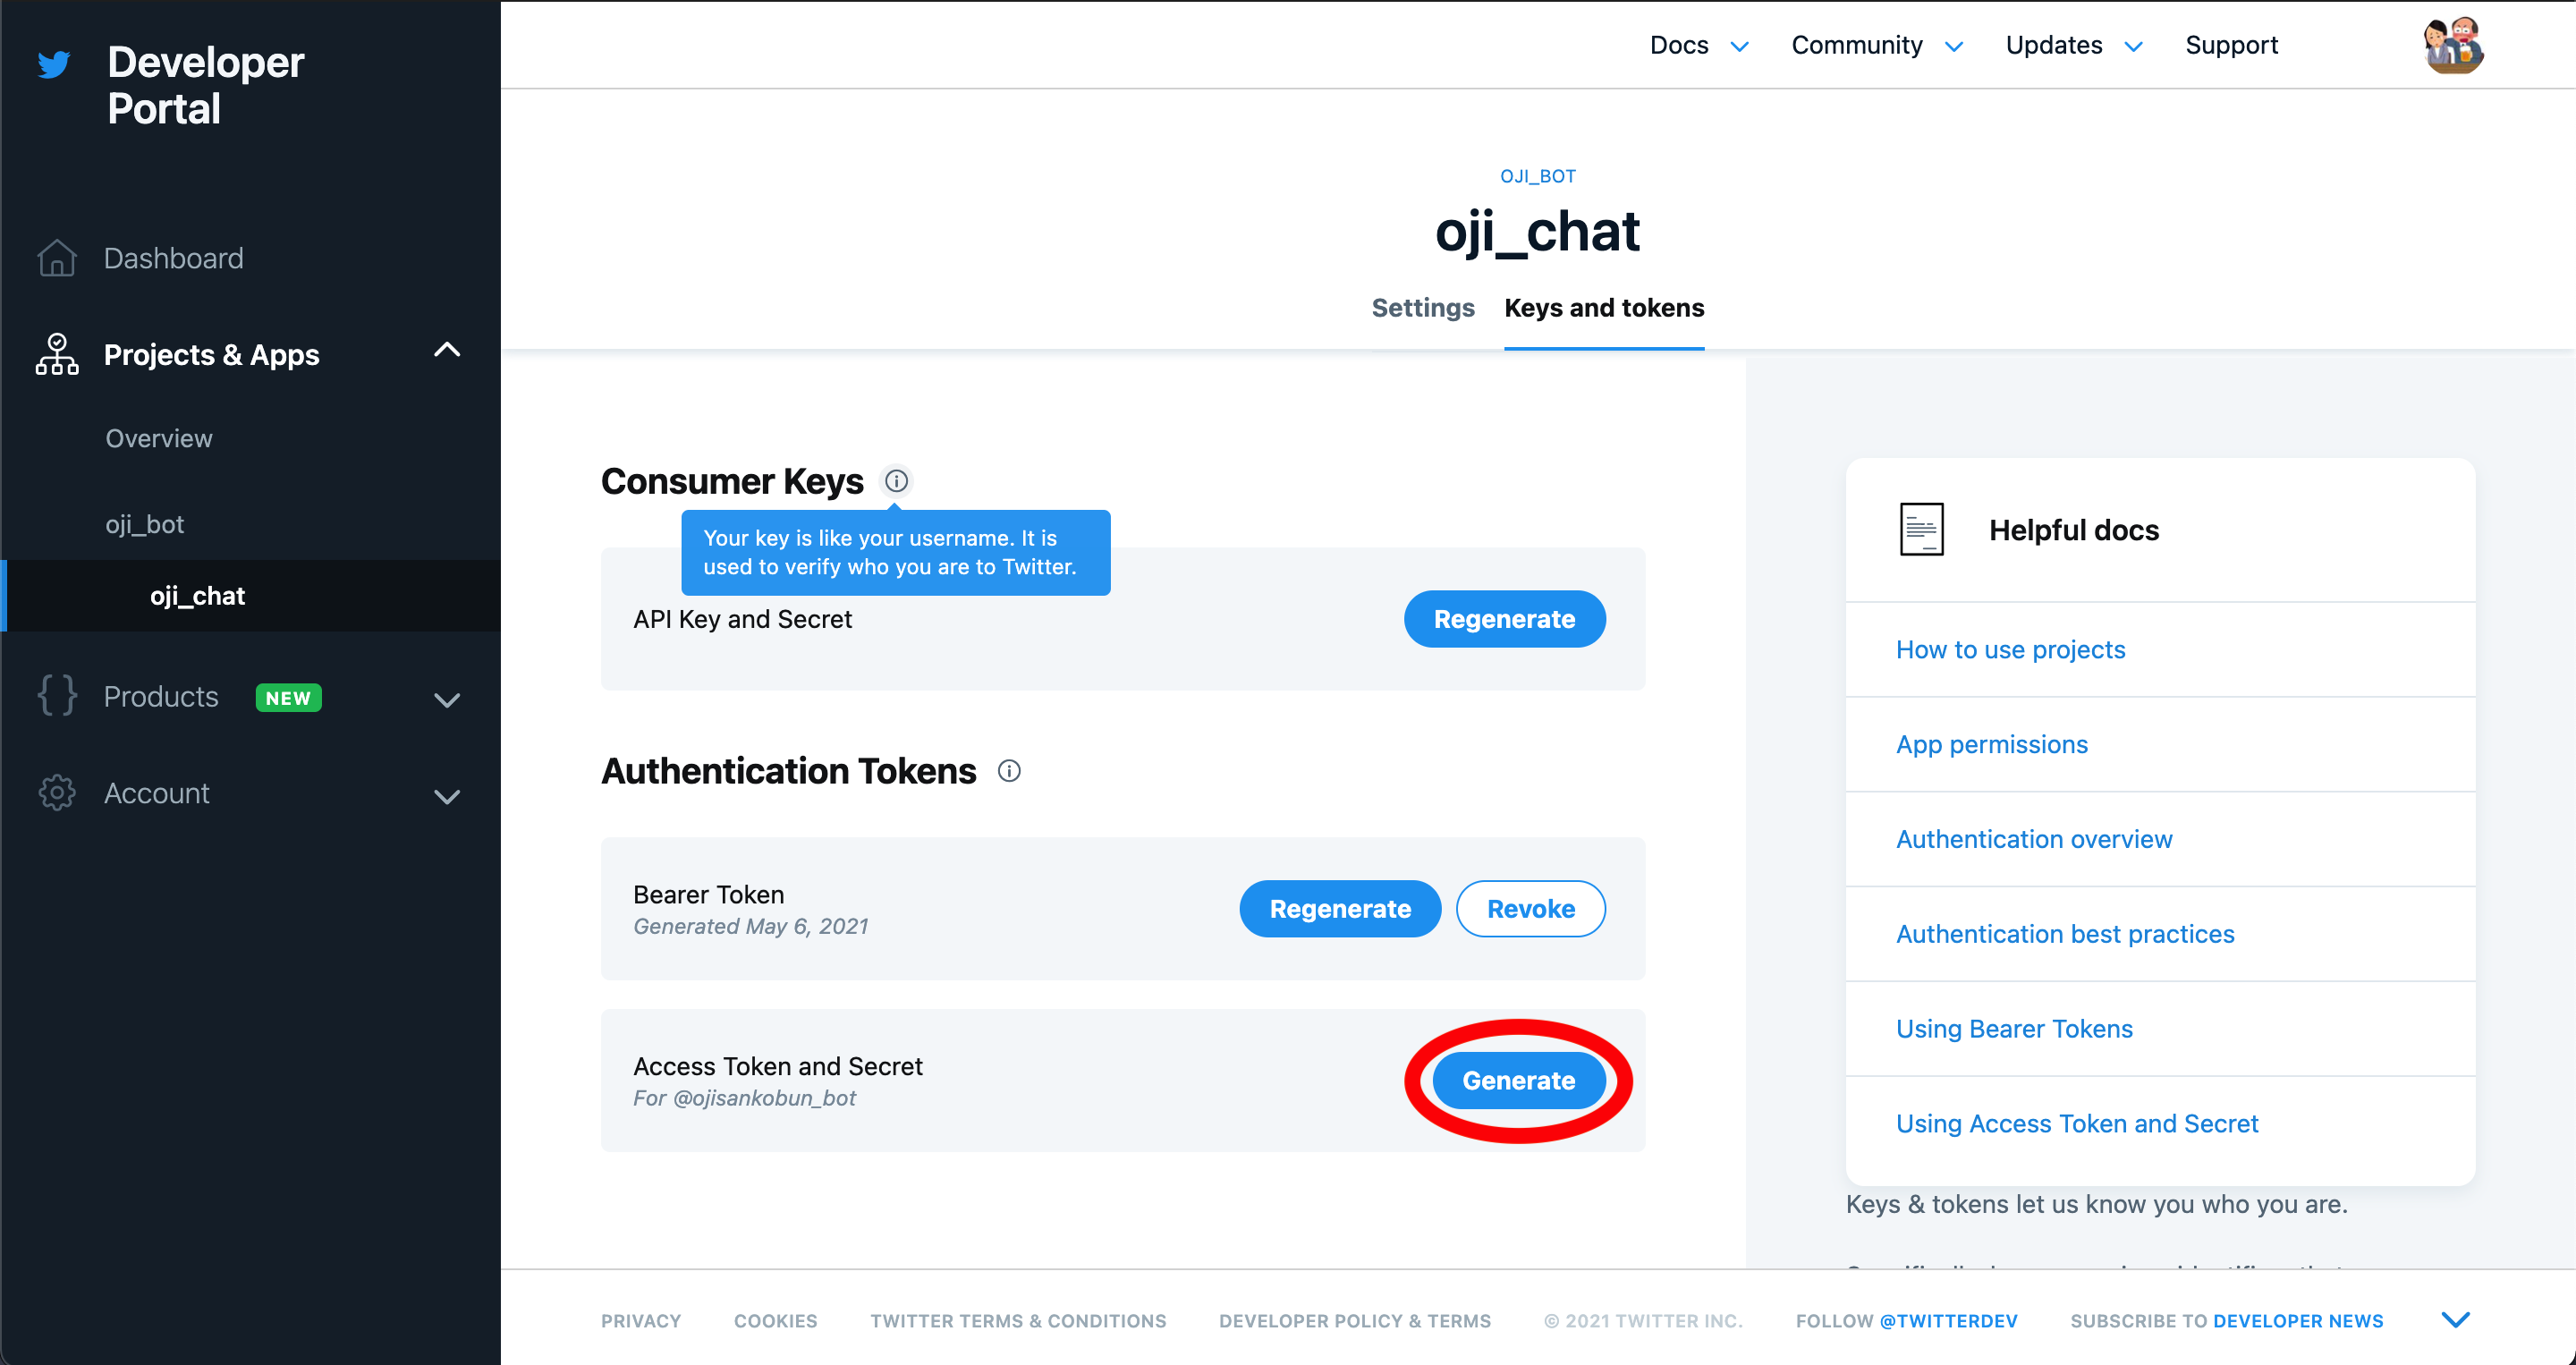 Developer
Portal
Docs
Community
Updates
Support
OJI_BOT
oji_chat
Settings
Keys and tokens
Dashboard
Projects & Apps
Overview
oji_bot
oji_chat
Products NEW
Account
Consumer Keys
Your key is like your username. It is
used to verify who you are to Twitter.
API Key and Secret
Regenerate
Authentication Tokens
Bearer Token
Generated May 6, 2021
Regenerate
Revoke
Access Token and Secret
For @ojisankobun_bot
Generate
Helpful docs
How to use projects
App permissions
Authentication overview
Authentication best practices
Using Bearer Tokens
Using Access Token and Secret
Keys & tokens let us know you who you are.
PRIVACY
COOKIES
TWITTER TERMS & CONDITIONS
DEVELOPER POLICY & TERMS
© 2021 TWITTER INC.
FOLLOW @TWITTERDEV
SUBSCRIBE TO DEVELOPER NEWS